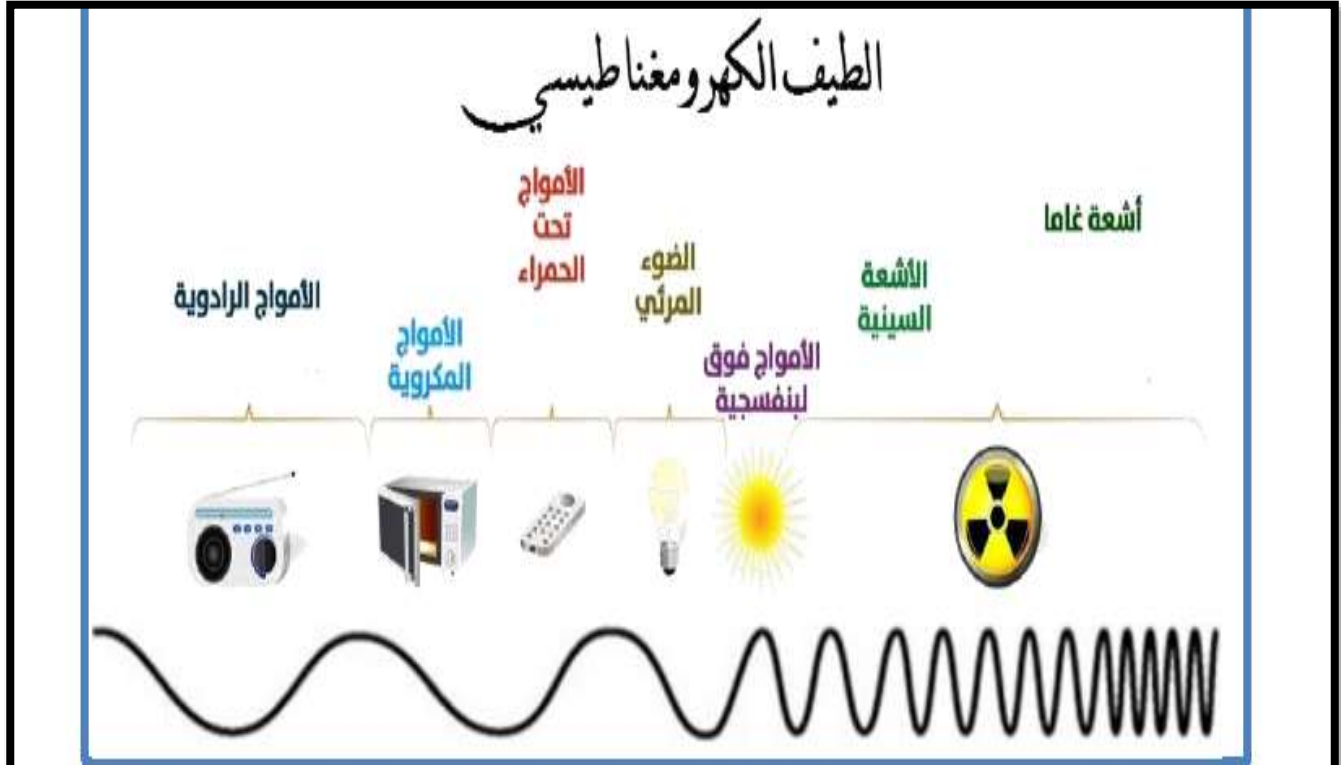 الطيف الكهرومغناطيسي
أشعة غاما
الأشعة
السينية
الأمواج فوق
لبنفسجية
الضوء
المرئي
الأمواج
تحت
الحمراء
الأمواج
المكروية
الأمواج الرادوية